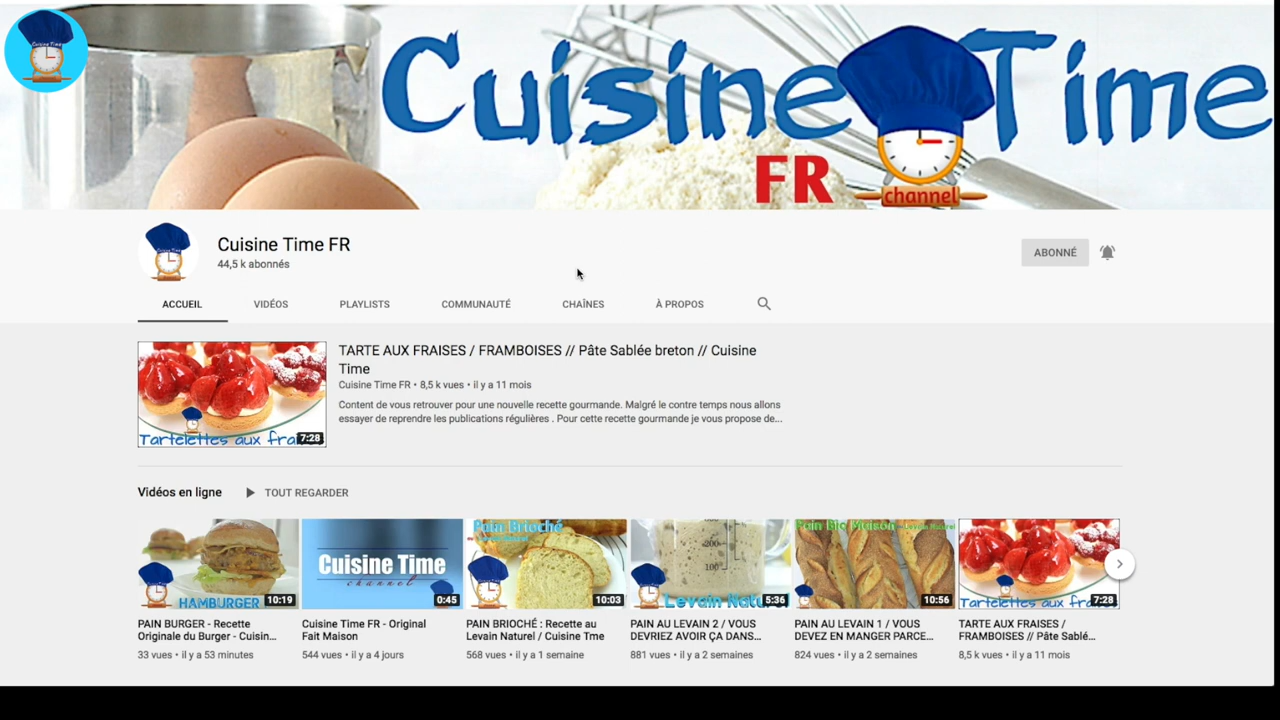 Cuisine Time
Cuisine Time
FR
channel
Cuisine Time FR
44,5 k abonnés
ABONNÉ
ACCUEIL
VIDÉOS
PLAYLISTS
COMMUNAUTÉ
CHAÎNES
À PROPOS
TARTE AUX FRAISES / FRAMBOISES // Pâte Sablée breton // Cuisine
Time
Cuisine Time FR • 8,5 k vues • il y a 11 mois
Content de vous retrouver pour une nouvelle recette gourmande. Malgré le contre temps nous allons
essayer de reprendre les publications régulières . Pour cette recette gourmande je vous propose de...
Tartelettes aux frai
7:28
Vidéos en ligne
TOUT REGARDER
HAMBURGER
10:19
PAIN BURGER - Recette
Originale du Burger - Cuisin...
33 vues • il y a 53 minutes
Cuisine Time
channel
0:45
Cuisine Time FR - Original
Fait Maison
544 vues • il y a 4 jours
Pain Brioché
10:03
PAIN BRIOCHÉ : Recette au
Levain Naturel / Cuisine Tme
568 vues • il y a 1 semaine
200
100
Levain Natu
5:36
PAIN AU LEVAIN 2 / VOUS
DEVRIEZ AVOIR ÇA DANS...
881 vues • il y a 2 semaines
Pain Bio Maison au Levain Naturel
10:56
PAIN AU LEVAIN 1 / VOUS
DEVEZ EN MANGER PARCE...
824 vues • il y a 2 semaines
Tartelettes aux frai
7:28
TARTE AUX FRAISES /
FRAMBOISES // Pâte Sablé...
8,5 k vues • il y a 11 mois